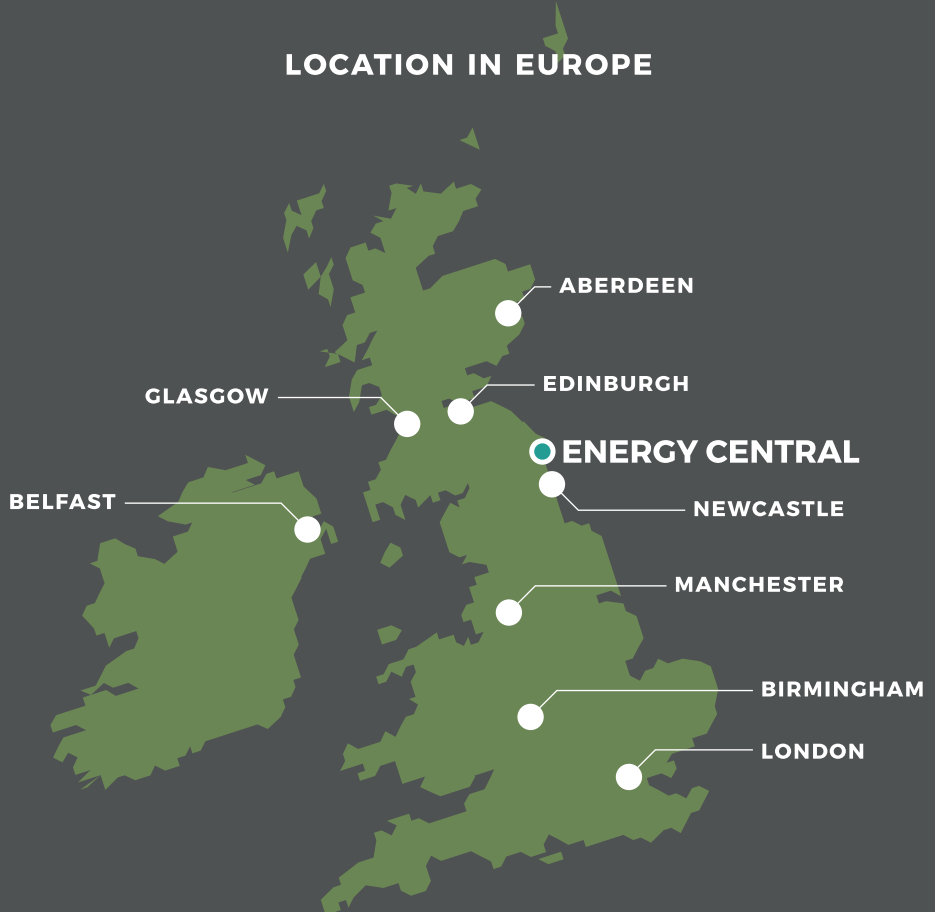 LOCATION IN EUROPE
ABERDEEN
EDINBURGH
GLASGOW
ENERGY CENTRAL
BELFAST
NEWCASTLE
MANCHESTER
BIRMINGHAM
LONDON